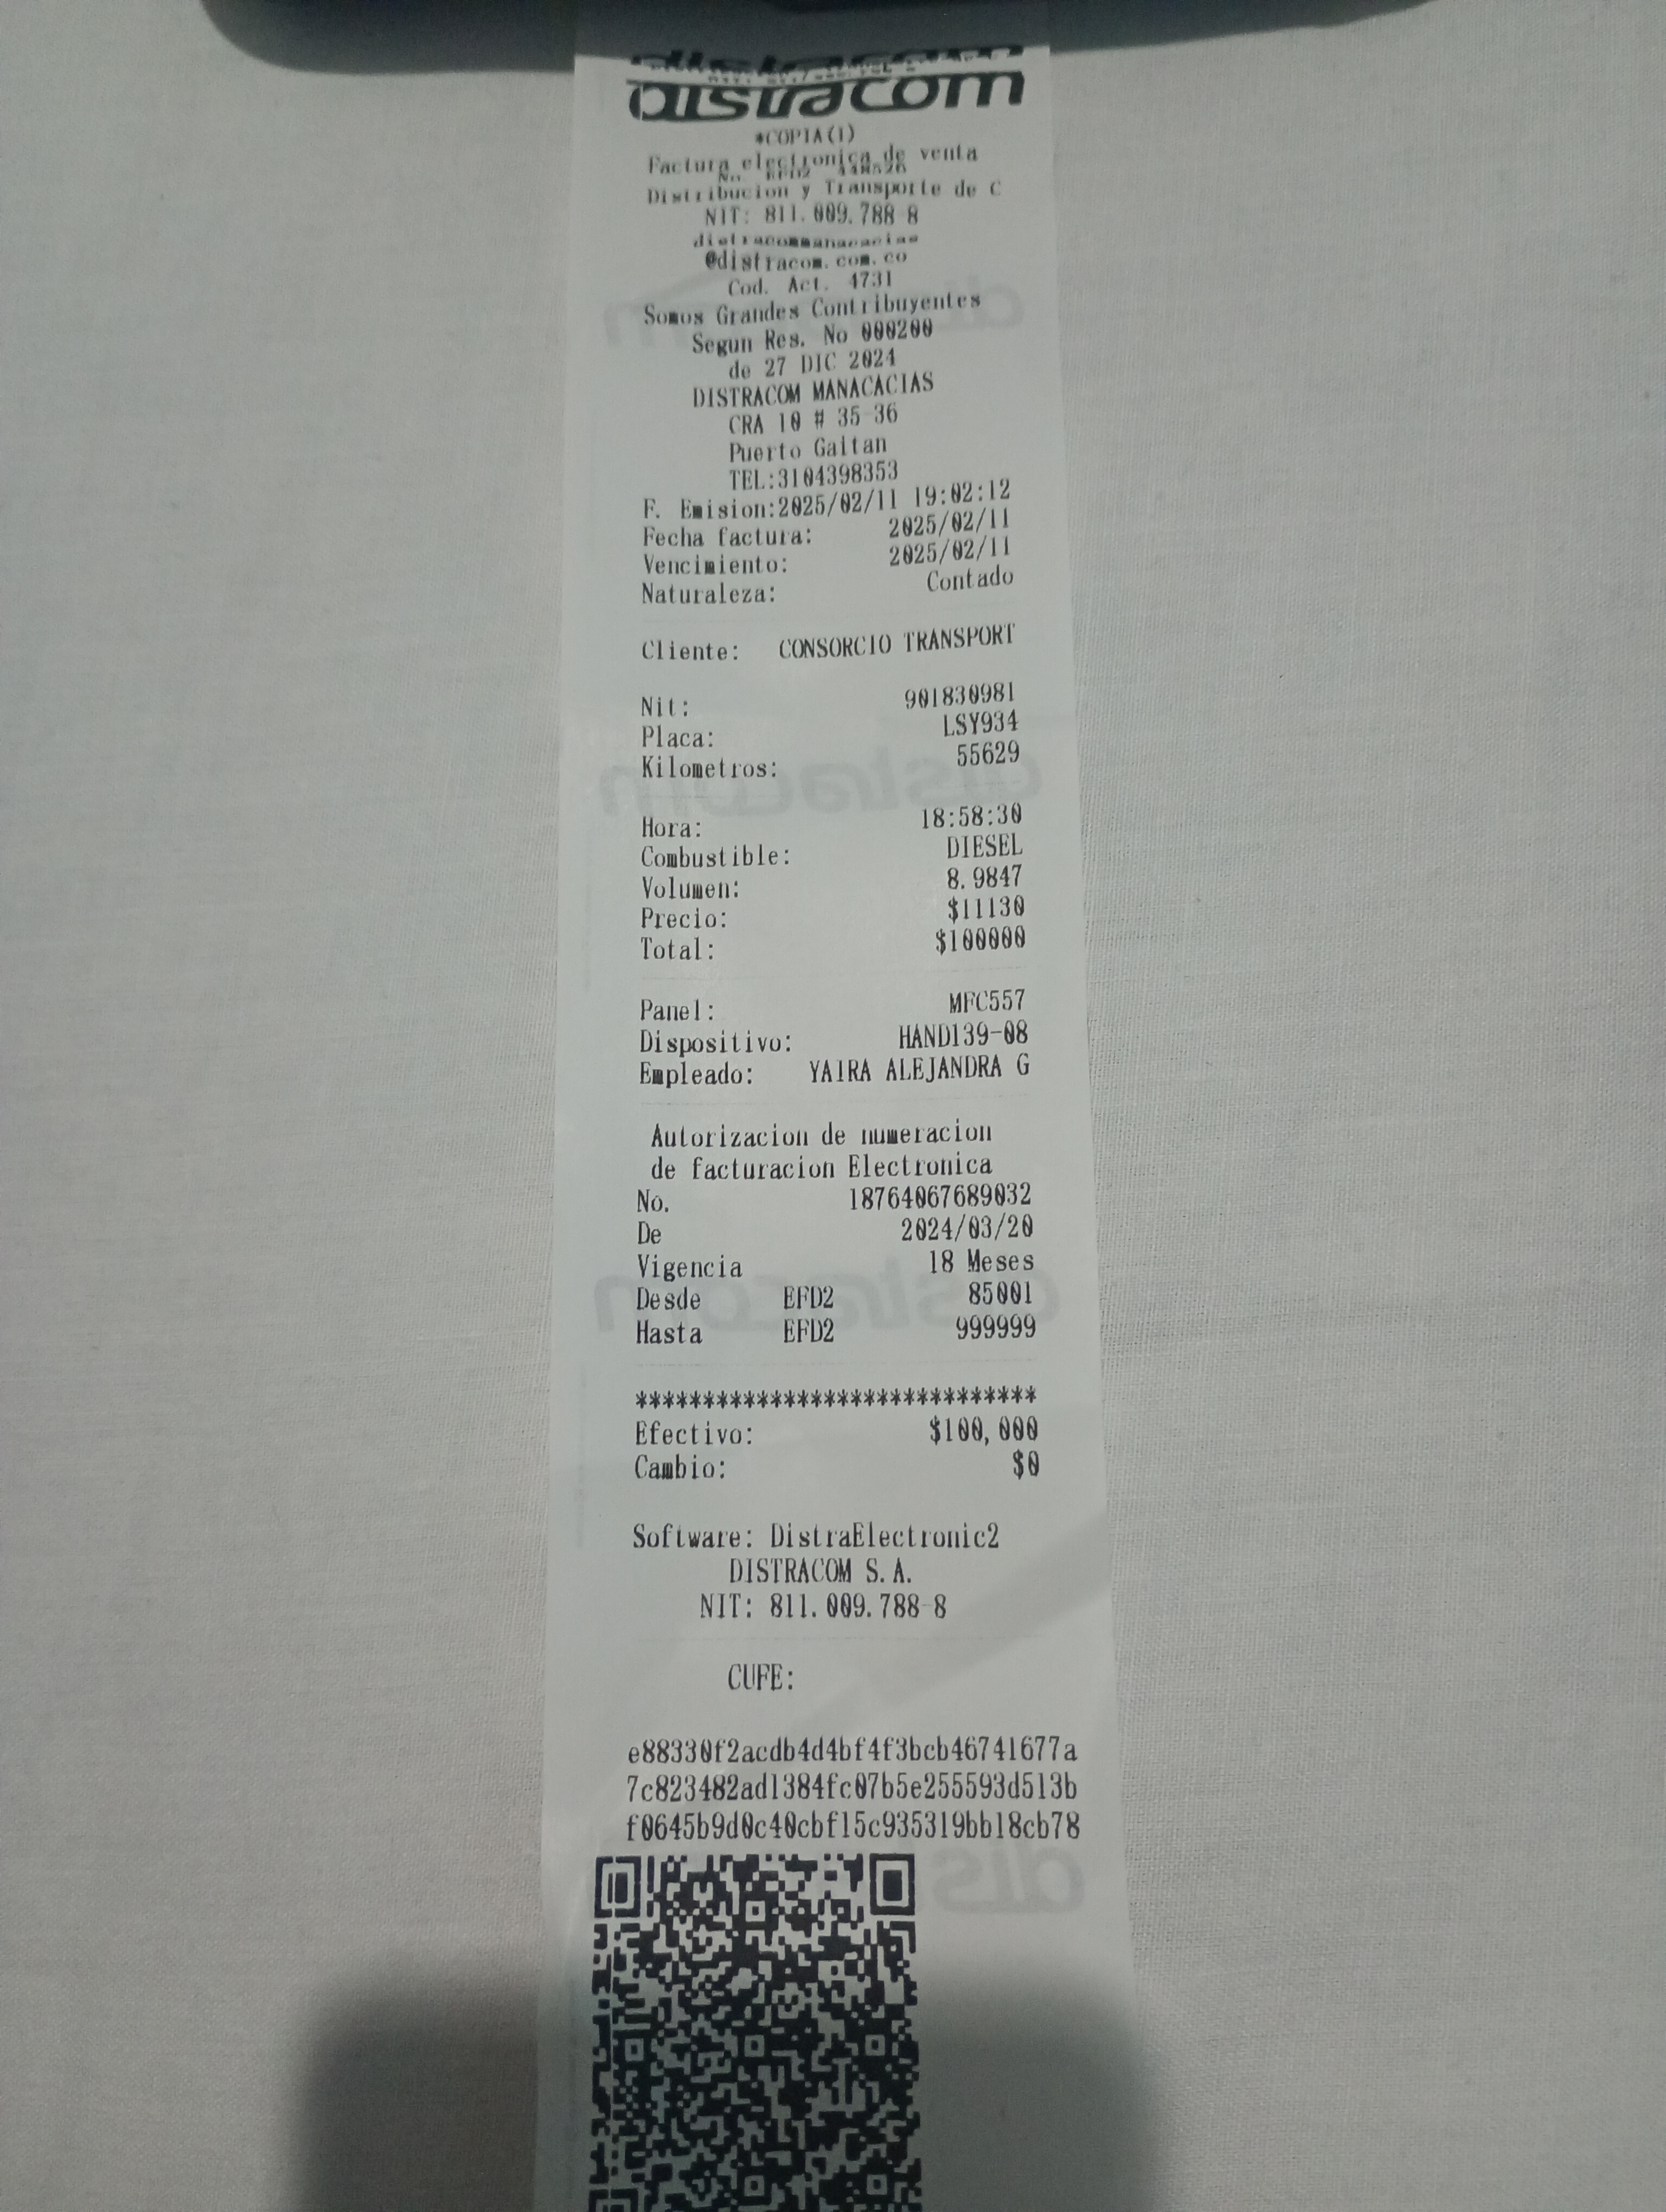 distracom
*COPIA(1)
Factura electronica de venta
No. EFD2
Distribucion y Transporte de C
NIT: 811.009.788-8
distracommanacacias
@distracom.com.co
Cod. Act. 4731
Somos Grandes Contribuyentes
Segun Res. No 000200
de 27 DIC 2024
DISTRACOM MANACACIAS
CRA 10 # 35-36
Puerto Gaitan
TEL:3104398353
F. Emision:2025/02/11 19:02:12
Fecha factura: 2025/02/11
Vencimiento: 2025/02/11
Naturaleza: Contado
Cliente: CONSORCIO TRANSPORT
Nit: 901830981
Placa: LSY934
Kilometros: 55629
Hora: 18:58:30
Combustible: DIESEL
Volumen: 8.9847
Precio: $11130
Total: $100000
Panel: MFC557
Dispositivo: HAND139-08
Empleado: YAIRA ALEJANDRA G
Autorizacion de numeracion
de facturacion Electronica
No. 18764067689032
De 2024/03/20
Vigencia 18 Meses
Desde EFD2 85001
Hasta EFD2 999999
******************************
Efectivo: $100,000
Cambio: $0
Software: DistraElectronic2
DISTRACOM S.A.
NIT: 811.009.788-8
CUFE:
e88330f2acdb4d4bf4f3bcb46741677a
7c823482ad1384fc07b5e255593d513b
f0645b9d0c40cbf15c935319bb18cb78